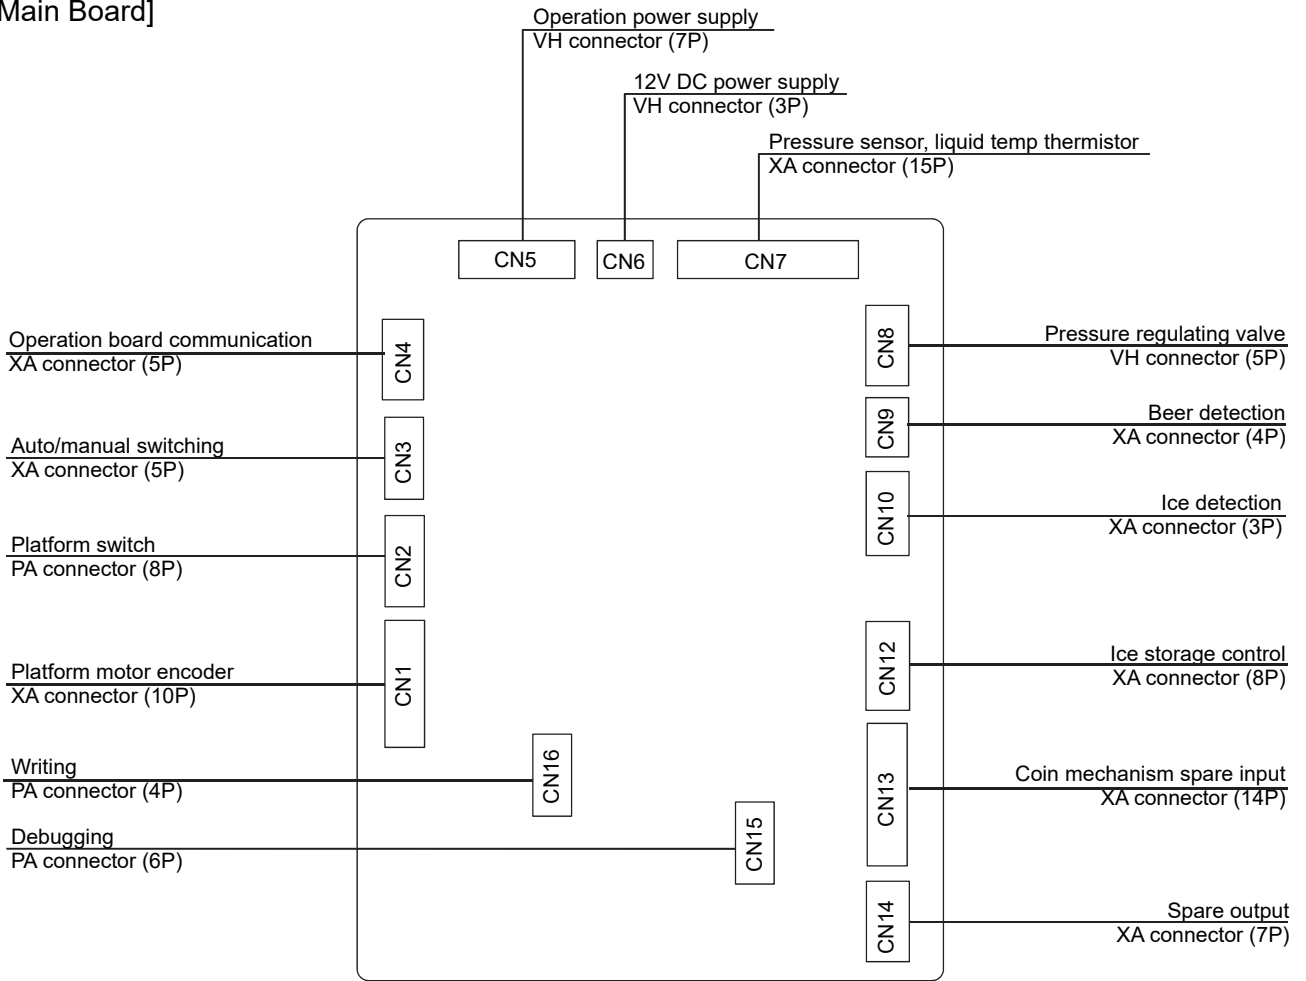 Main Board]
Operation power supply
VH connector (7P)
12V DC power supply
VH connector (3P)
Pressure sensor, liquid temp thermistor
XA connector (15P)
CN5
CN6
CN7
Operation board communication
XA connector (5P)
CN4
CN8
Pressure regulating valve
VH connector (5P)
Auto/manual switching
XA connector (5P)
CN3
CN9
Beer detection
XA connector (4P)
Platform switch
PA connector (8P)
CN2
CN10
Ice detection
XA connector (3P)
Platform motor encoder
XA connector (10P)
CN1
CN12
Ice storage control
XA connector (8P)
Writing
PA connector (4P)
CN16
CN13
Coin mechanism spare input
XA connector (14P)
Debugging
PA connector (6P)
CN15
CN14
Spare output
XA connector (7P)